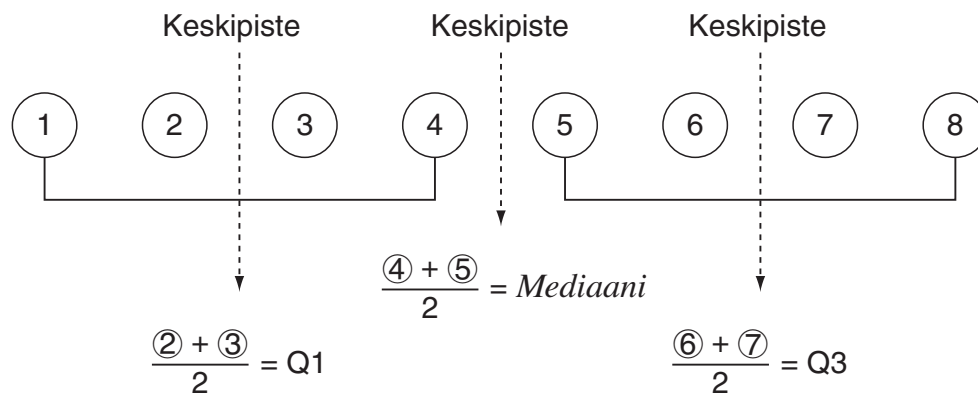 Keskipiste Keskipiste Keskipiste
1 2 3 4 5 6 7 8
④ + ⑤
2
= Mediaani
② + ③
2
= Q1
⑥ + ⑦
2
= Q3